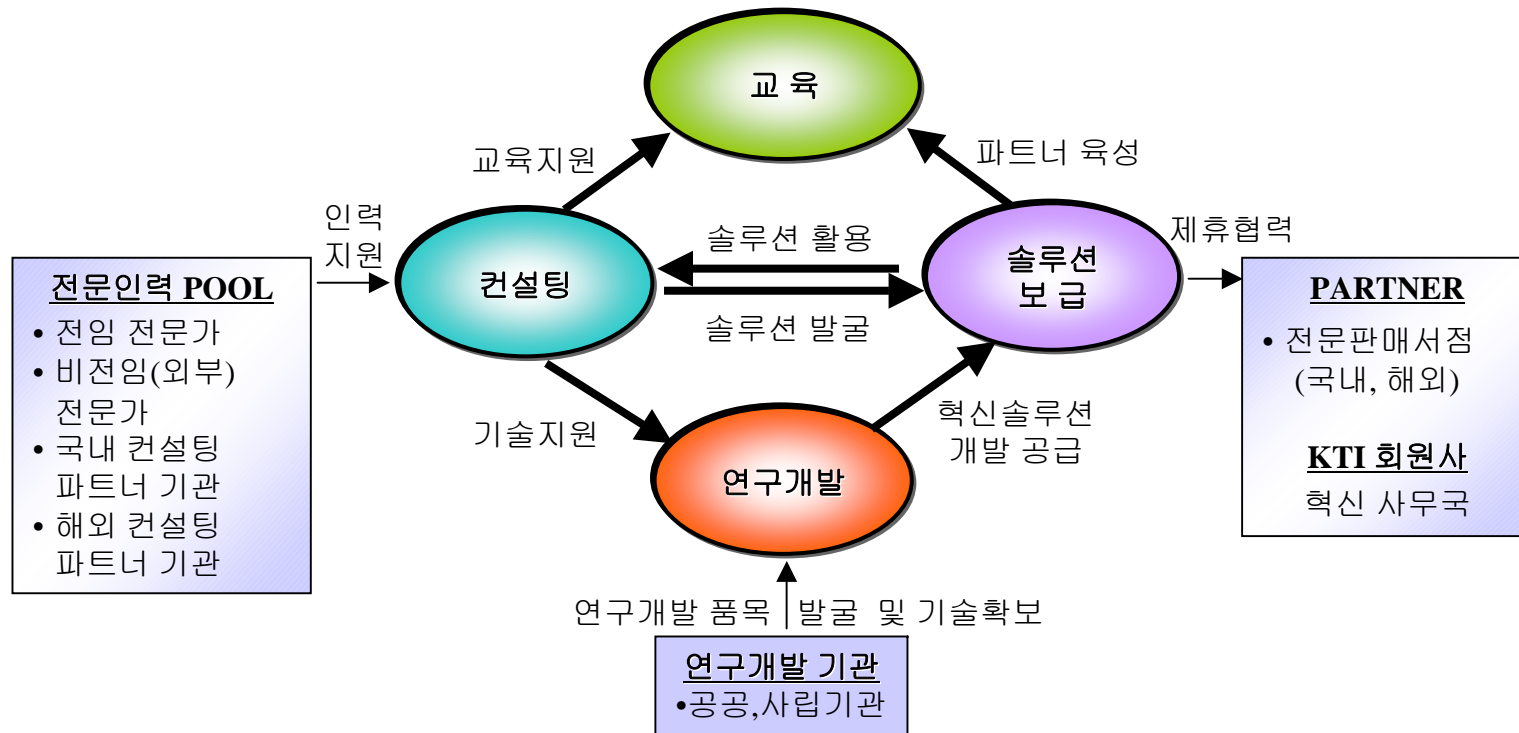 교 육
교육지원
파트너 육성
인력
지원
솔루션 활용
제휴협력
전문인력 POOL
• 전임 전문가
• 비전임(외부)
전문가
• 국내 컨설팅
파트너 기관
• 해외 컨설팅
파트너 기관
컨설팅
솔루션
보 급
솔루션 발굴
PARTNER
• 전문판매서점
(국내, 해외)
KTI 회원사
혁신 사무국
기술지원
혁신솔루션
개발 공급
연구개발
연구개발 품목 발굴 및 기술확보
연구개발 기관
•공공,사립기관